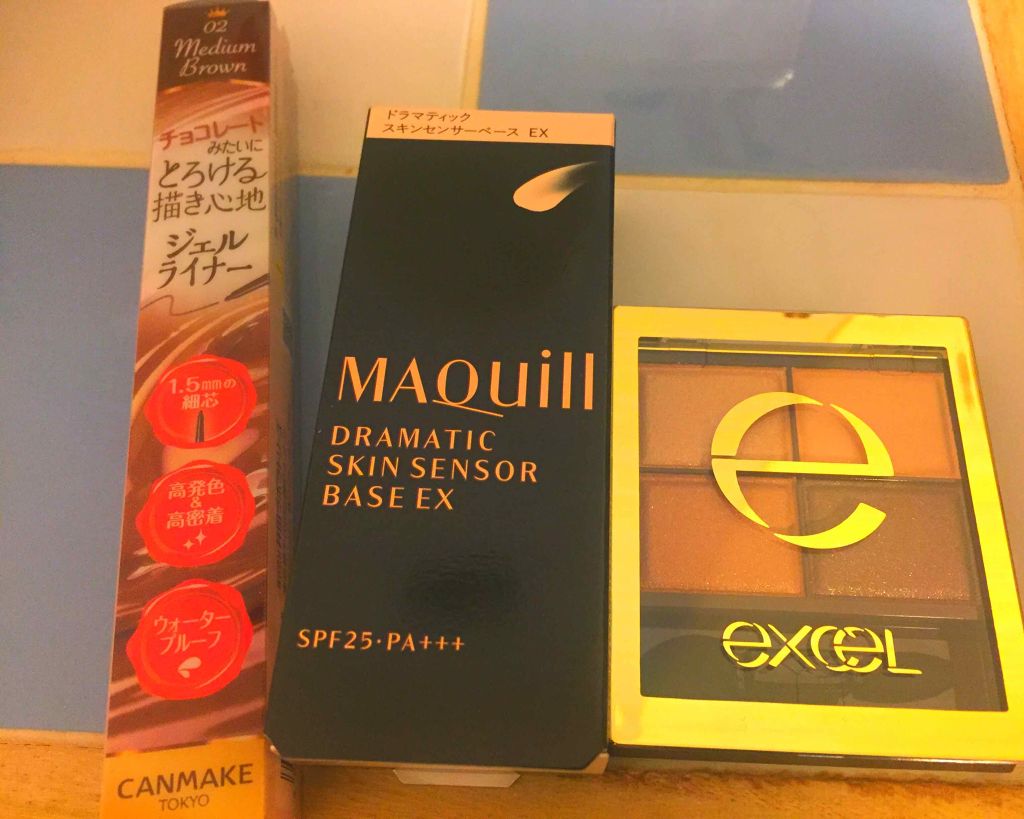 02
Medium
Brown
チョコレート
みたいに
とろける
描き心地
ジェル
ライナー
1.5mmの
細芯
高発色
&
高密着
ウォーター
プルーフ
CANMAKE
TOKYO
ドラマティック
スキンセンサーベース EX
MAQuill
DRAMATIC
SKIN SENSOR
BASE EX
SPF25・PA+++
e
excel